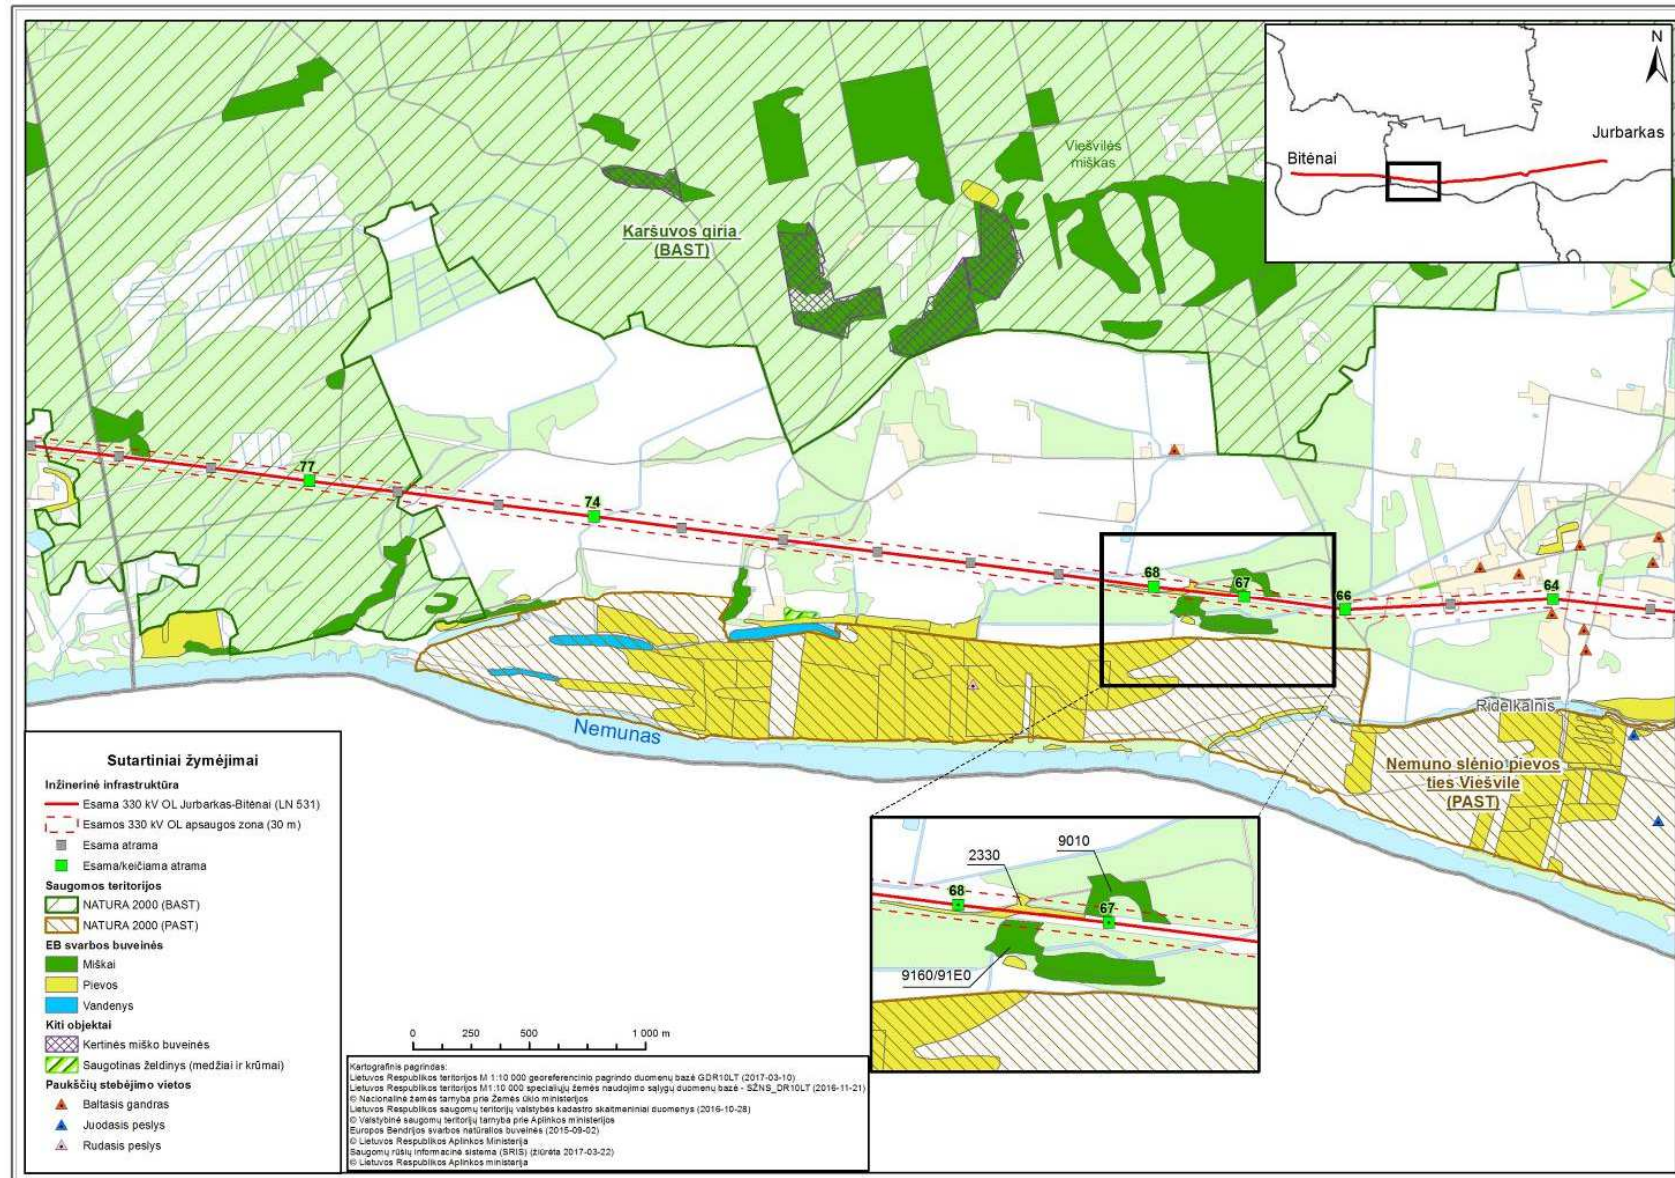 N
Jurbarkas
Bitėnai
Viešvilės
miškas
Karšuvos giria
(BAST)
77
74
68
67
66
64
Nemunas
Ridelkalnis
Nemuno slėnio pievos
ties Viešvile
(PAST)
Sutartiniai žymėjimai
Inžinerinė infrastruktūra
Esama 330 kV OL Jurbarkas-Bitėnai (LN 531)
Esamos 330 kV OL apsaugos zona (30 m)
Esama atrama
Esama/keičiama atrama
Saugomos teritorijos
NATURA 2000 (BAST)
NATURA 2000 (PAST)
EB svarbos buveinės
Miškai
Pievos
Vandenys
Kiti objektai
Kertinės miško buveinės
Saugotinas želdinys (medžiai ir krūmai)
Paukščių stebėjimo vietos
Baltasis gandras
Juodasis peslys
Rudasis peslys
0 250 500 1 000 m
Kartografinis pagrindas:
Lietuvos Respublikos teritorijos M 1:10 000 georeferencinio pagrindo duomenų bazė GDR10LT (2017-03-10)
Lietuvos Respublikos teritorijos M1:10 000 specialiųjų žemės naudojimo sąlygų duomenų bazė - SŽNS_DR10LT (2016-11-21)
© Nacionalinė žemės tarnyba prie Žemės ūkio ministerijos
Lietuvos Respublikos saugomų teritorijų valstybės kadastro skaitmeniniai duomenys (2016-10-28)
© Valstybinė saugomų teritorijų tarnyba prie Aplinkos ministerijos
Europos Bendrijos svarbos natūralios buveinės (2015-09-02)
© Lietuvos Respublikos Aplinkos Ministerija
Saugomų rūšių informacinė sistema (SRIS) (žiūrėta 2017-03-22)
© Lietuvos Respublikos Aplinkos ministerija
2330
9010
68
67
9160/91E0